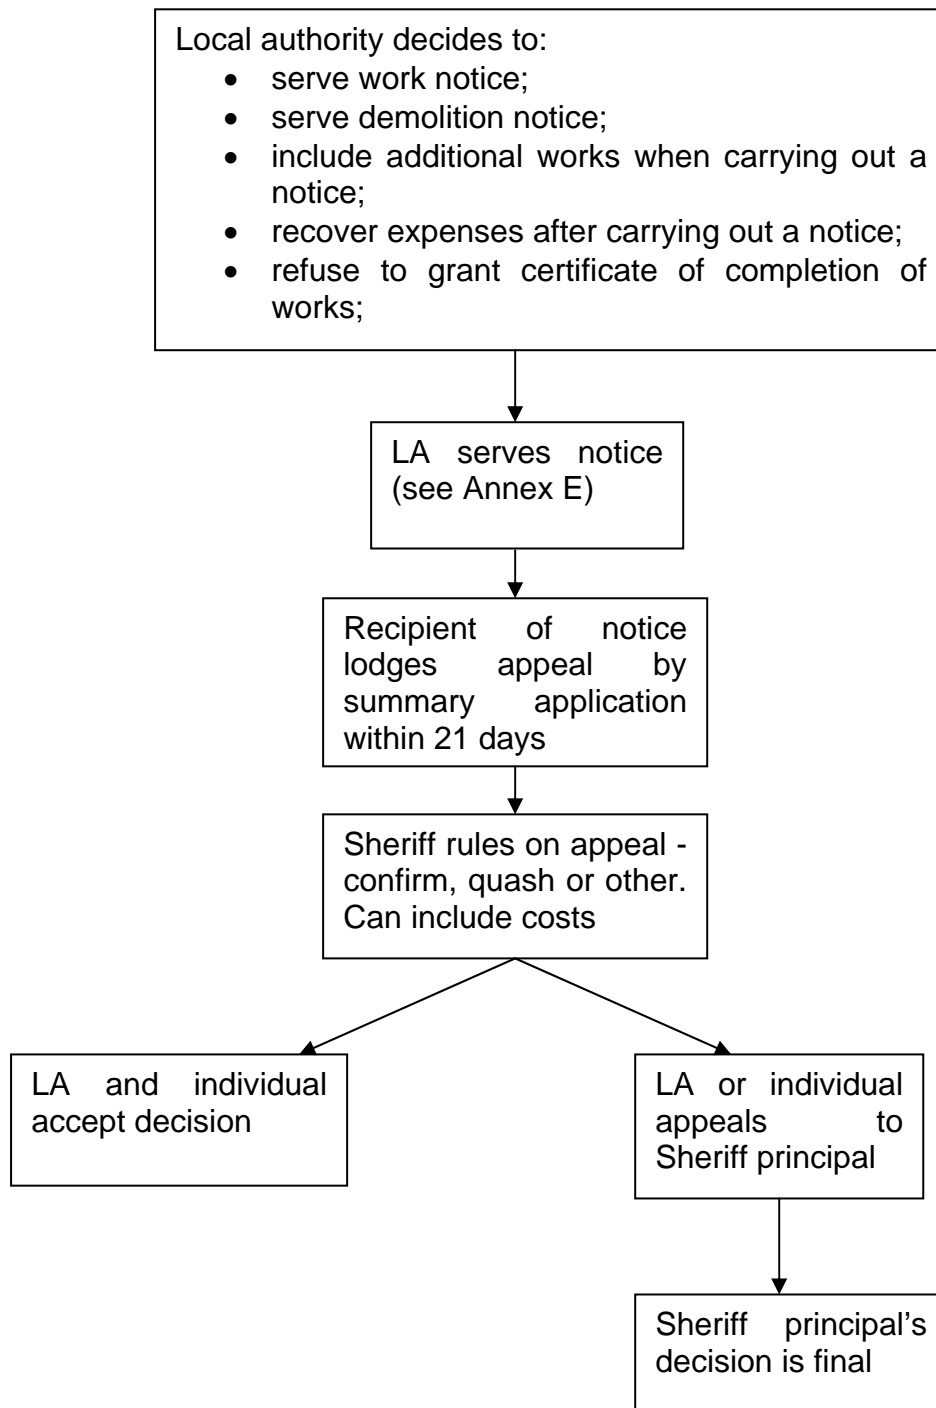 Local authority decides to:
• serve work notice;
• serve demolition notice;
• include additional works when carrying out a
notice;
• recover expenses after carrying out a notice;
• refuse to grant certificate of completion of
works;
LA serves notice
(see Annex E)
Recipient of notice
lodges appeal by
summary application
within 21 days
Sheriff rules on appeal -
confirm, quash or other.
Can include costs
LA and individual
accept decision
LA or individual
appeals to
Sheriff principal
Sheriff principal’s
decision is final